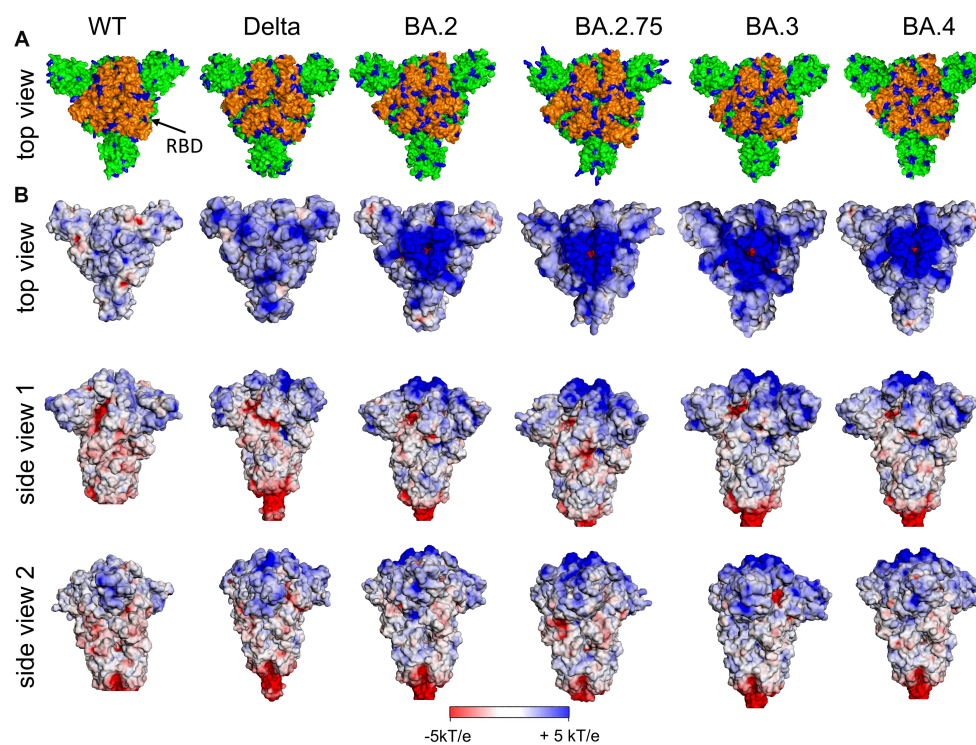 WT Delta BA.2 BA.2.75 BA.3 BA.4
A
top view
RBD
B
top view
side view 1
side view 2
-5kT/e + 5 kT/e